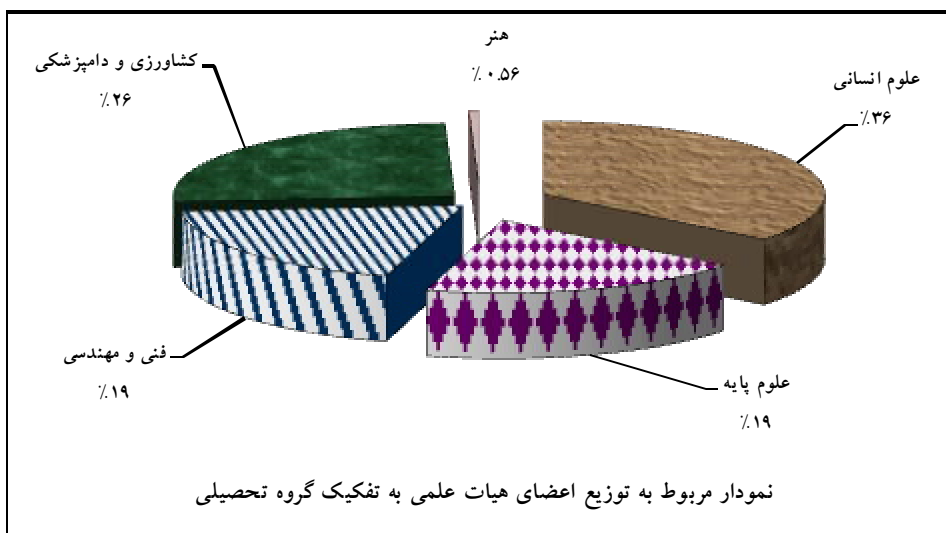 هنر
٪۰.۵۶
علوم انسانی
٪۳۶
کشاورزی و دامپزشکی
٪۲۶
فنی و مهندسی
٪۱۹
علوم پایه
٪۱۹
نمودار مربوط به توزیع اعضای هیات علمی به تفکیک گروه تحصیلی